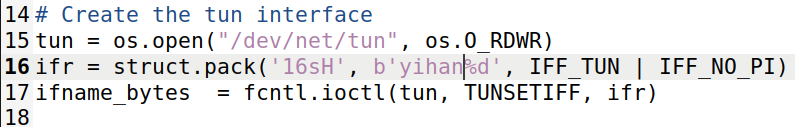 14 # Create the tun interface
15 tun = os.open("/dev/net/tun", os.O_RDWR)
16 ifr = struct.pack('16sH', b'yihan%d', IFF_TUN | IFF_NO_PI)
17 ifname_bytes  = fcntl.ioctl(tun, TUNSETIFF, ifr)
18